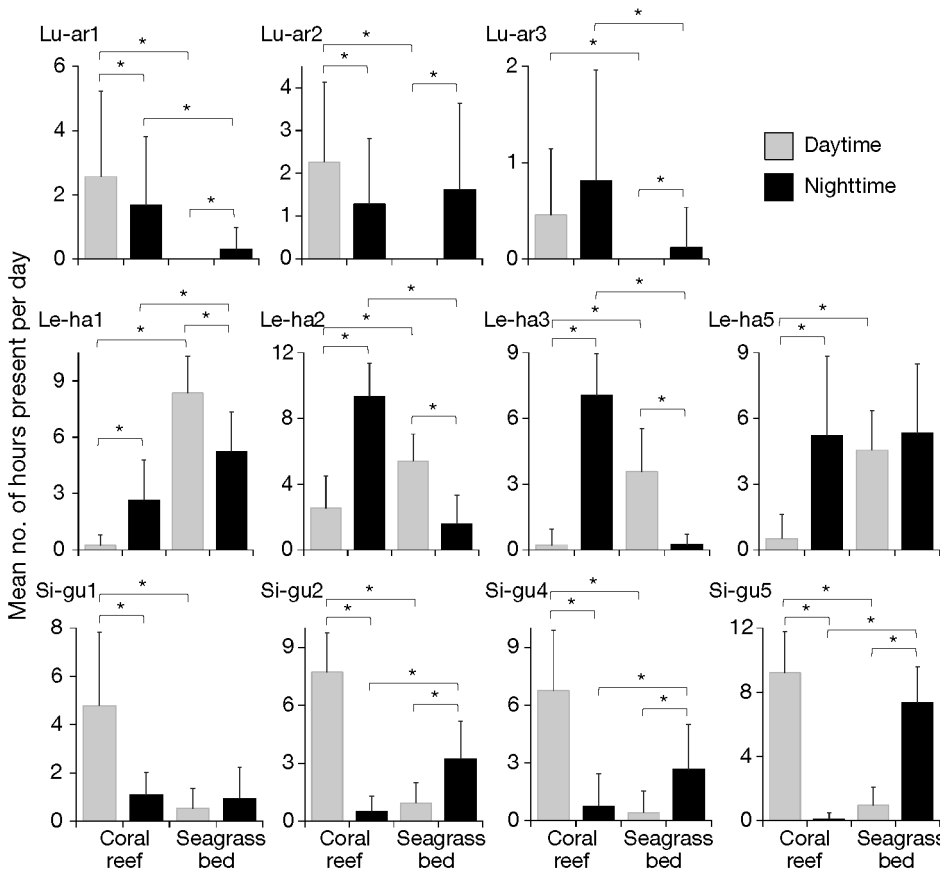 Lu-ar1
Lu-ar2
Lu-ar3
* * * *
* * *
* * * *
6
4
2
0
5
4
3
2
1
0
2
1
0
Daytime
Nighttime
Mean no. of hours present per day
Le-ha1
Le-ha2
Le-ha3
Le-ha5
* * * *
* * * *
* * * *
* *
9
6
3
0
12
8
4
0
9
6
3
0
9
6
3
0
Si-gu1
Si-gu2
Si-gu4
Si-gu5
* *
* * * *
* * * *
* * * *
8
6
4
2
0
9
6
3
0
9
6
3
0
12
8
4
0
Coral reef
Seagrass bed
Coral reef
Seagrass bed
Coral reef
Seagrass bed
Coral reef
Seagrass bed